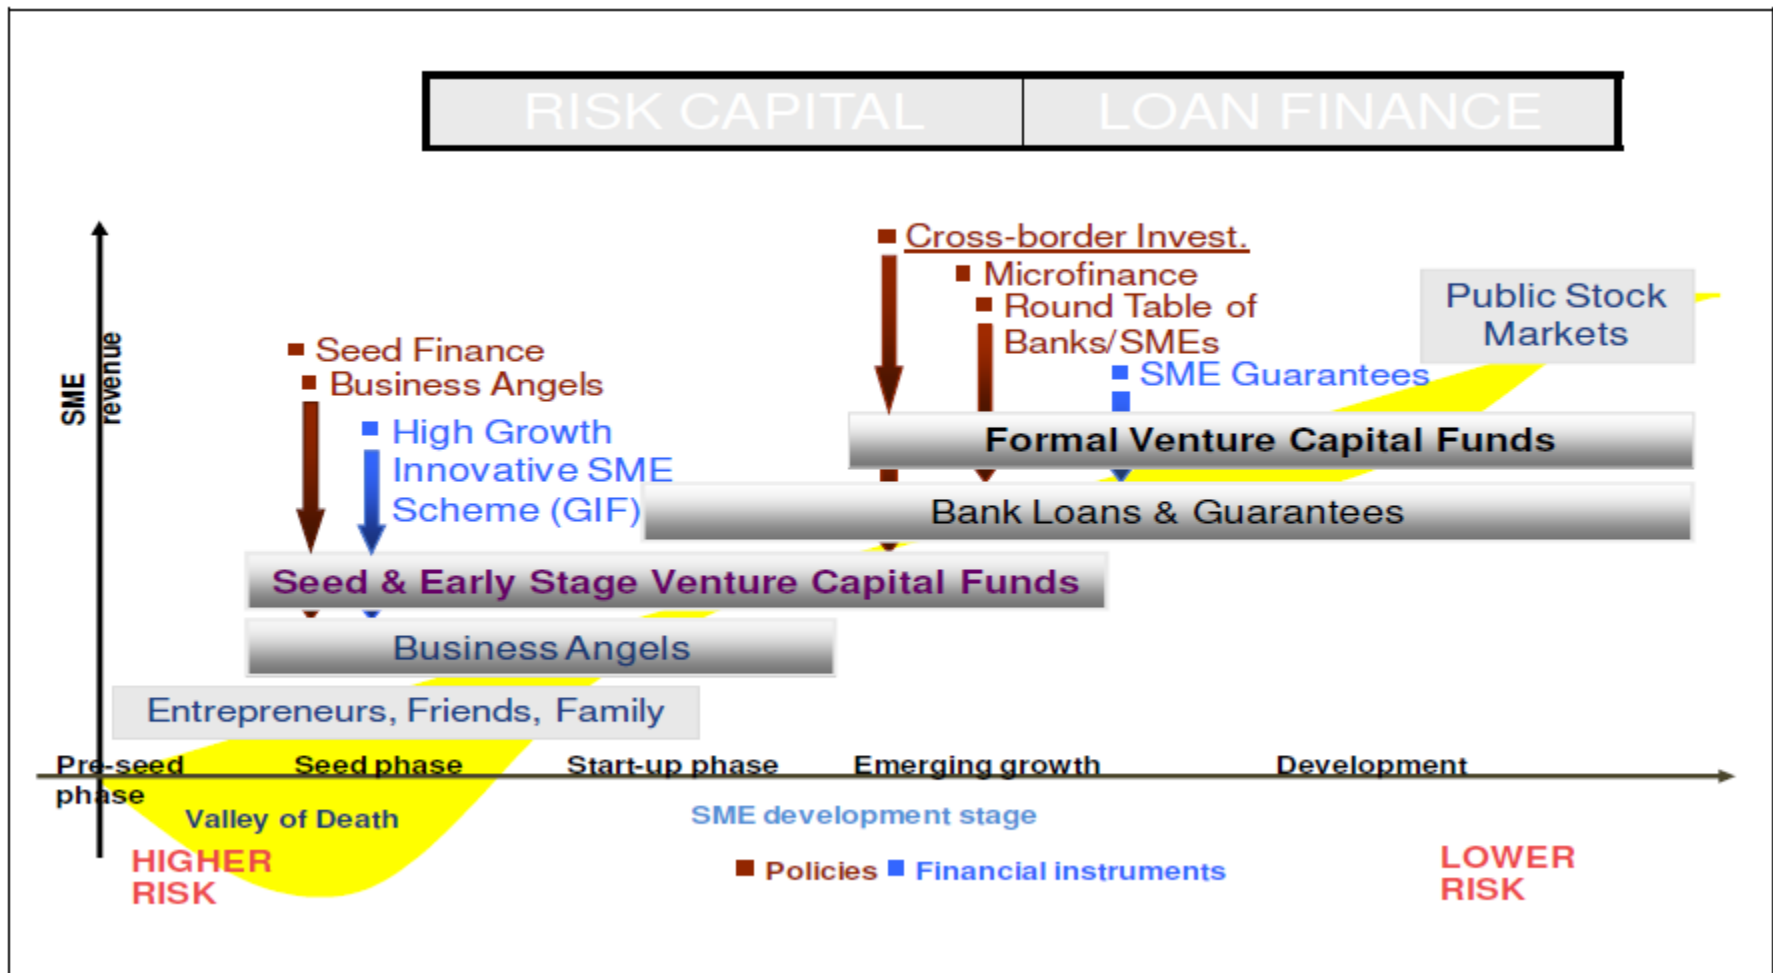 RISK CAPITAL
LOAN FINANCE
SME
revenue
Cross-border Invest.
Microfinance
Round Table of
Banks/SMEs
SME Guarantees
Public Stock
Markets
Seed Finance
Business Angels
High Growth
Innovative SME
Scheme (GIF)
Formal Venture Capital Funds
Bank Loans & Guarantees
Seed & Early Stage Venture Capital Funds
Business Angels
Entrepreneurs, Friends, Family
Pre-seed
phase
Seed phase
Start-up phase
Emerging growth
Development
Valley of Death
SME development stage
HIGHER
RISK
Policies
Financial instruments
LOWER
RISK